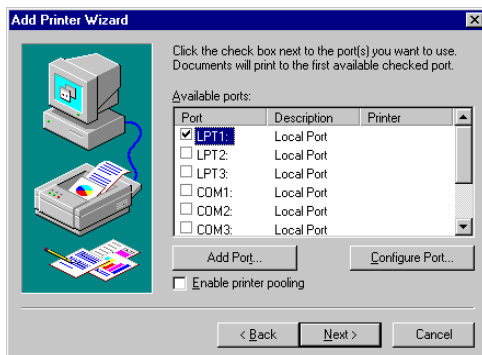 Add Printer Wizard
Click the check box next to the port(s) you want to use.
Documents will print to the first available checked port.
Available ports:
Port Description Printer
LPT1: Local Port
LPT2: Local Port
LPT3: Local Port
COM1: Local Port
COM2: Local Port
COM3: Local Port
Add Port... Configure Port...
Enable printer pooling
< Back Next > Cancel